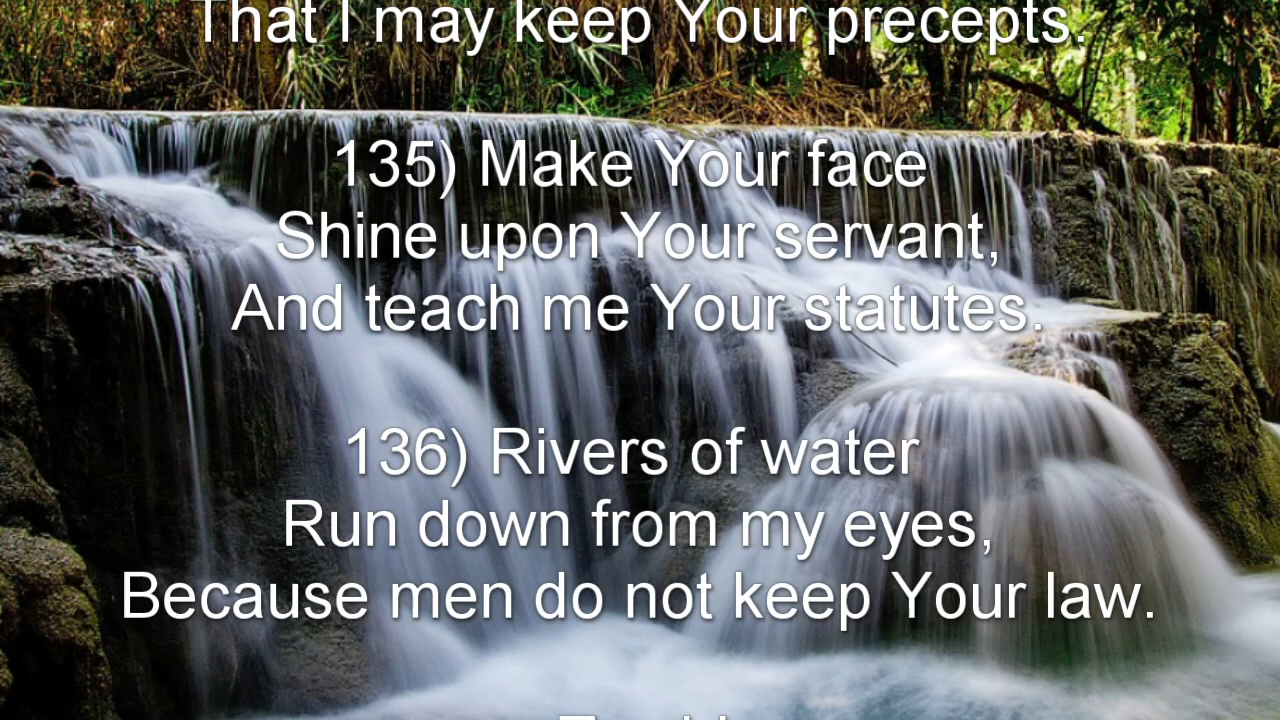 That I may keep Your precepts.
135) Make Your face
Shine upon Your servant,
And teach me Your statutes.
136) Rivers of water
Run down from my eyes,
Because men do not keep Your law.